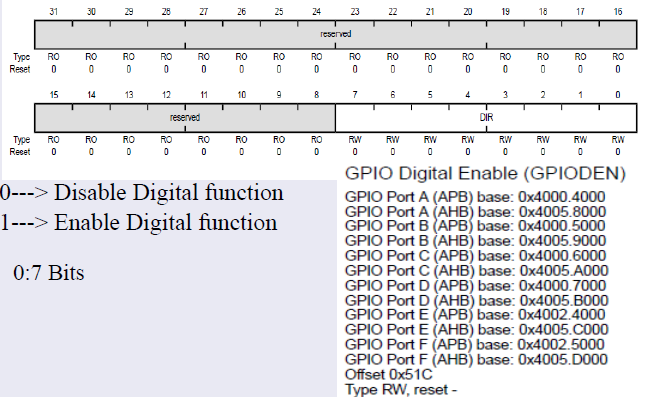 31 30 29 28 27 26 25 24 23 22 21 20 19 18 17 16
reserved
Type RO RO RO RO RO RO RO RO RO RO RO RO RO RO RO RO
Reset 0 0 0 0 0 0 0 0 0 0 0 0 0 0 0 0
15 14 13 12 11 10 9 8 7 6 5 4 3 2 1 0
reserved DIR
Type RO RO RO RO RO RO RO RO RW RW RW RW RW RW RW RW
Reset 0 0 0 0 0 0 0 0 0 0 0 0 0 0 0 0
0---> Disable Digital function
1---> Enable Digital function
0:7 Bits
GPIO Digital Enable (GPIODEN)
GPIO Port A (APB) base: 0x4000.4000
GPIO Port A (AHB) base: 0x4005.8000
GPIO Port B (APB) base: 0x4000.5000
GPIO Port B (AHB) base: 0x4005.9000
GPIO Port C (APB) base: 0x4000.6000
GPIO Port C (AHB) base: 0x4005.A000
GPIO Port D (APB) base: 0x4000.7000
GPIO Port D (AHB) base: 0x4005.B000
GPIO Port E (APB) base: 0x4002.4000
GPIO Port E (AHB) base: 0x4005.C000
GPIO Port F (APB) base: 0x4002.5000
GPIO Port F (AHB) base: 0x4005.D000
Offset 0x51C
Type RW, reset -